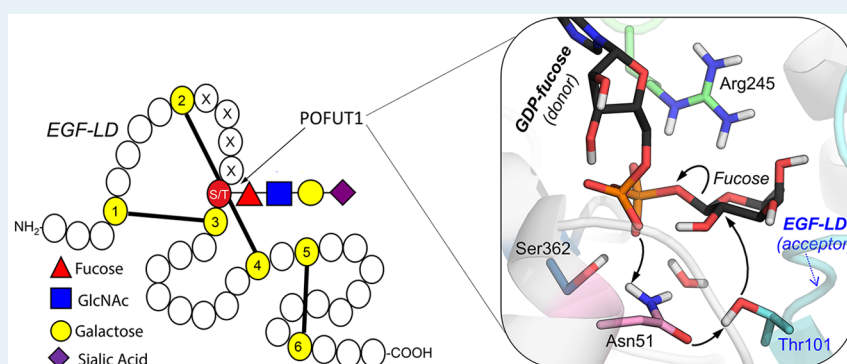 EGF-LD
2
X
X
X
X
POFUT1
S/T
1
3
NH₂-
4
5
6
-COOH
Fucose
GlcNAc
Galactose
Sialic Acid
GDP-fucose
(donor)
Arg245
Fucose
EGF-LD
(acceptor)
Ser362
Asn51
Thr101